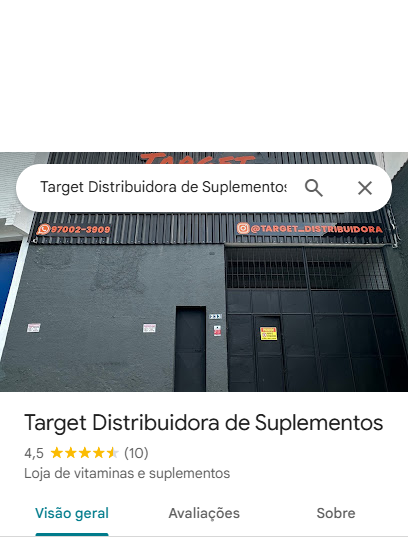 TARGET
Target Distribuidora de Suplementos
97002-3909
@TARGET_DISTRIBUIDORA
333
Target Distribuidora de Suplementos
4,5 (10)
Loja de vitaminas e suplementos
Visão geral
Avaliações
Sobre